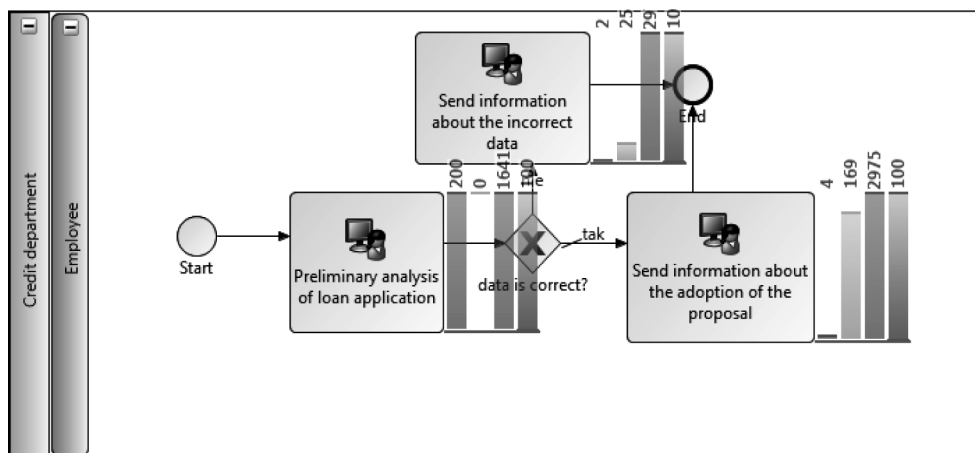 Credit department
Employee
Start
Preliminary analysis
of loan application
200
0
1641
100
data is correct?
Send information
about the incorrect
data
2
25
29
10
End
tak
Send information about
the adoption of the
proposal
4
169
2975
100